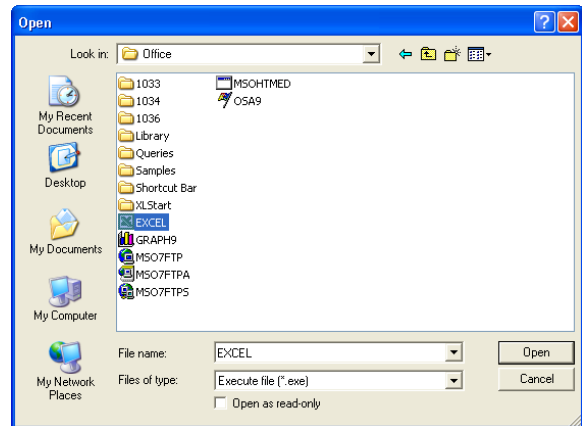 Open
Look in:
Office
My Recent
Documents
Desktop
My Documents
My Computer
My Network
Places
1033
1034
1036
Library
Queries
Samples
Shortcut Bar
XLStart
EXCEL
GRAPH9
MSO7FTP
MSO7FTPA
MSO7FTPS
MSOHTMED
OSA9
File name:
EXCEL
Open
Files of type:
Execute file (*.exe)
Cancel
Open as read-only